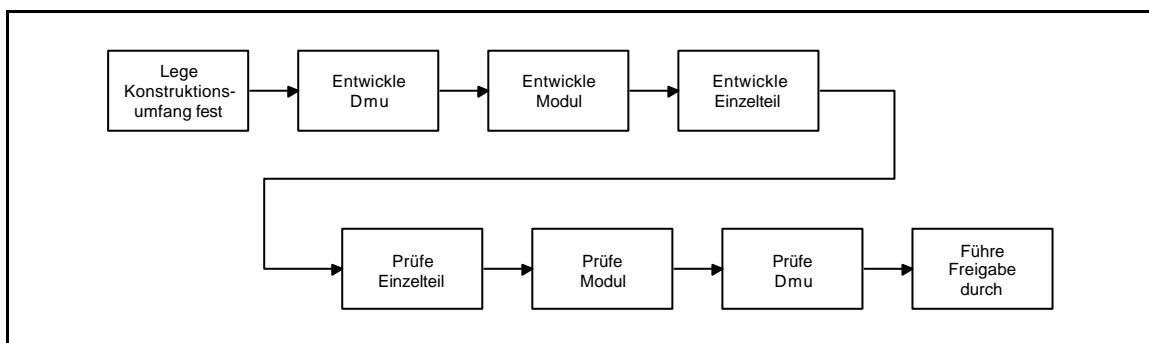 Lege
Konstruktions-
umfang fest
Entwickle
Dmu
Entwickle
Modul
Entwickle
Einzelteil
Prüfe
Einzelteil
Prüfe
Modul
Prüfe
Dmu
Führe
Freigabe
durch